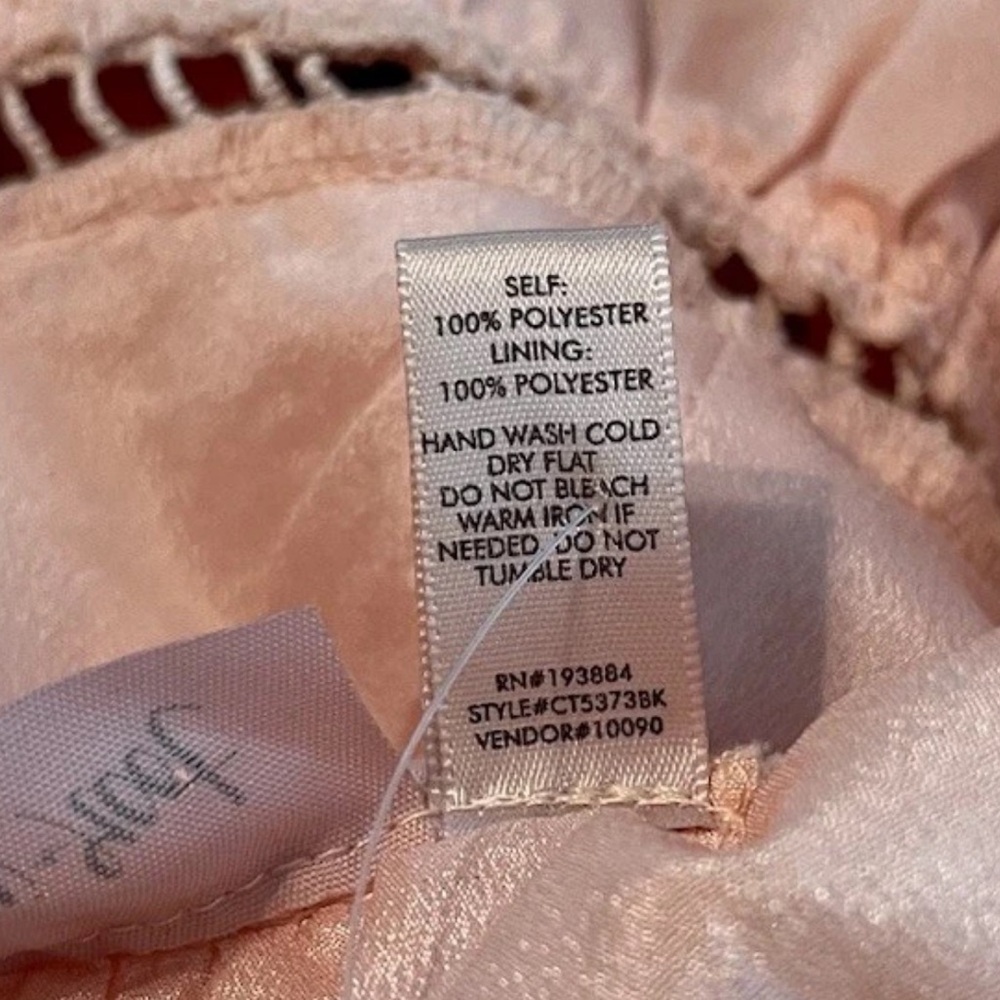 SELF:
100% POLYESTER
LINING:
100% POLYESTER
HAND WASH COLD
DRY FLAT
DO NOT BLEACH
WARM IRON IF
NEEDED DO NOT
TUMBLE DRY
RN#193884
STYLE#CT5373BK
VENDOR#10090